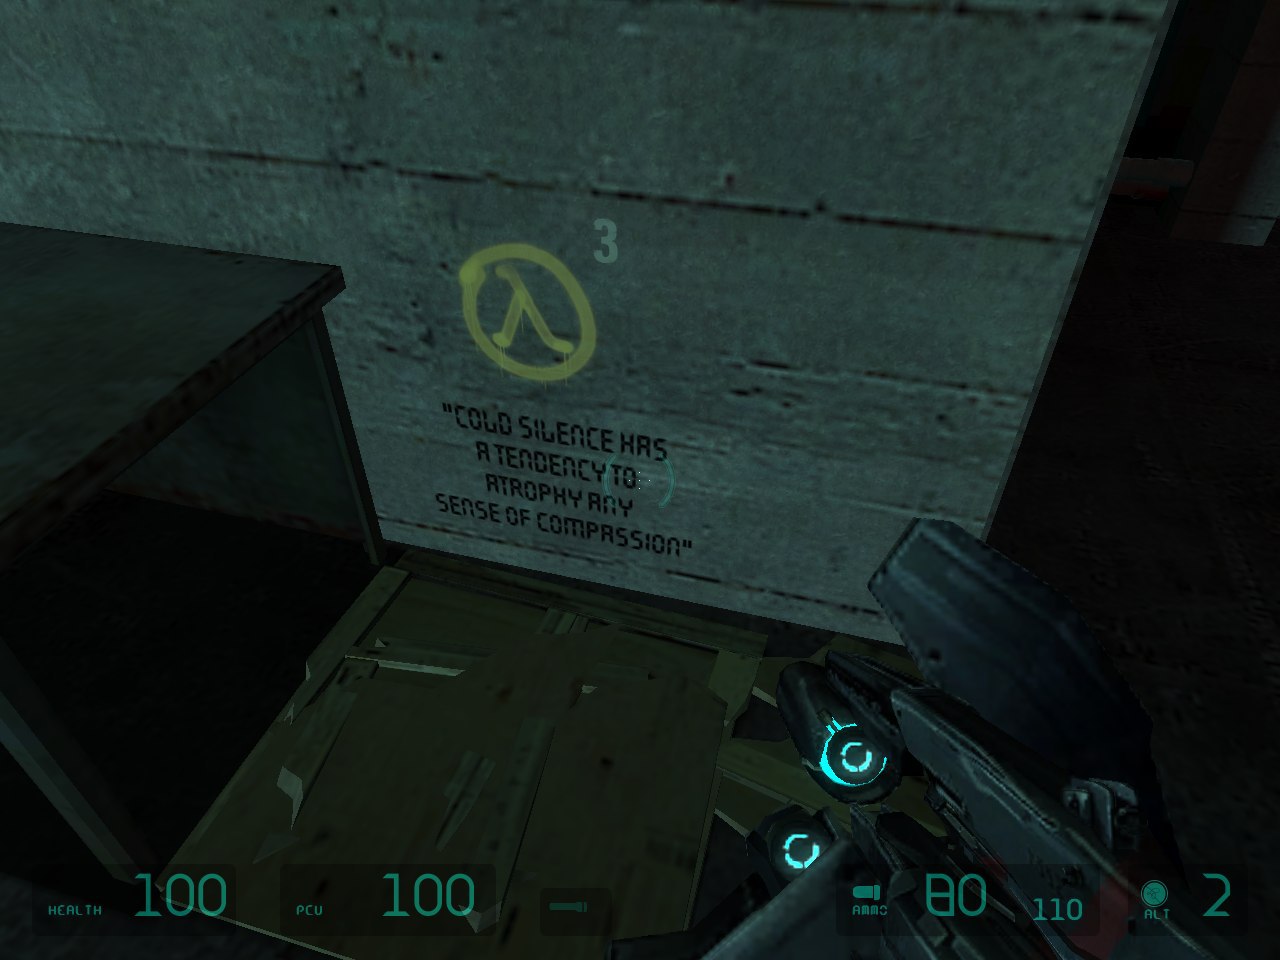 3
λ
"COLD SILENCE HAS
A TENDENCY TO
ATROPHY ANY
SENSE OF COMPASSION"
HEALTH 100 PCU 100 AMMO 80 110 ALT 2